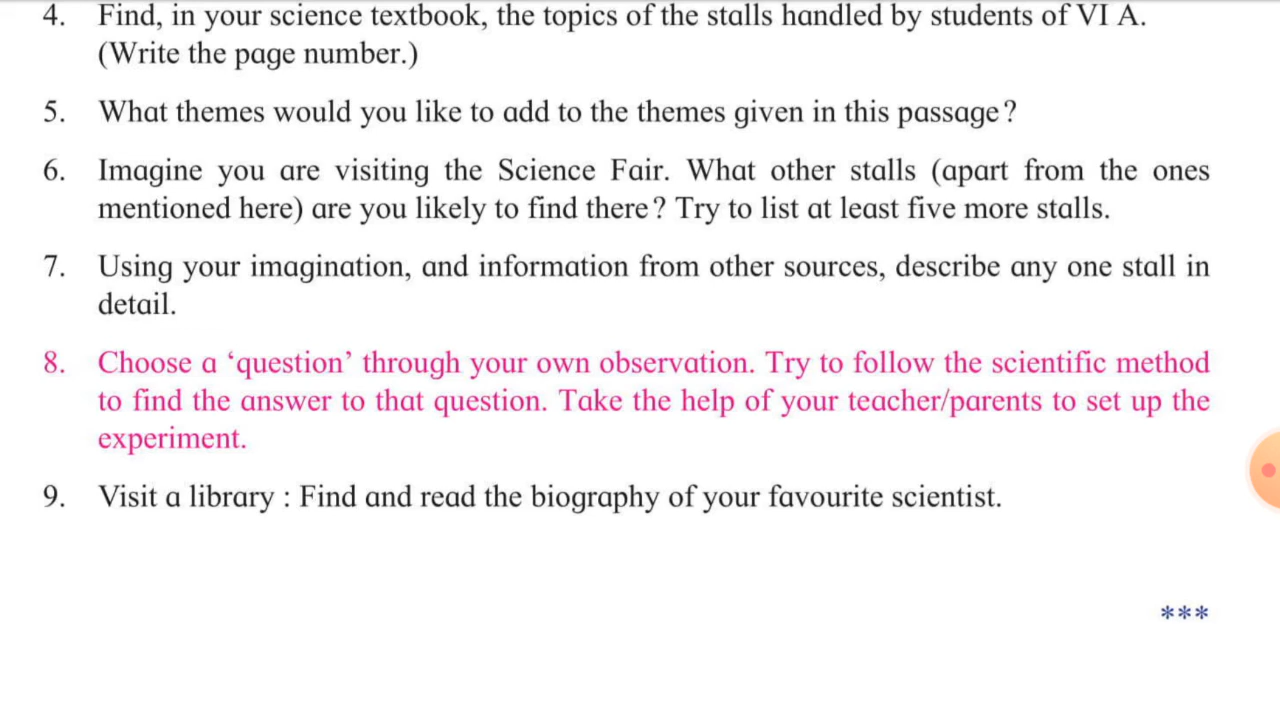 4. Find, in your science textbook, the topics of the stalls handled by students of VI A.
(Write the page number.)
5. What themes would you like to add to the themes given in this passage?
6. Imagine you are visiting the Science Fair. What other stalls (apart from the ones
mentioned here) are you likely to find there? Try to list at least five more stalls.
7. Using your imagination, and information from other sources, describe any one stall in
detail.
8. Choose a ‘question’ through your own observation. Try to follow the scientific method
to find the answer to that question. Take the help of your teacher/parents to set up the
experiment.
9. Visit a library : Find and read the biography of your favourite scientist.
***